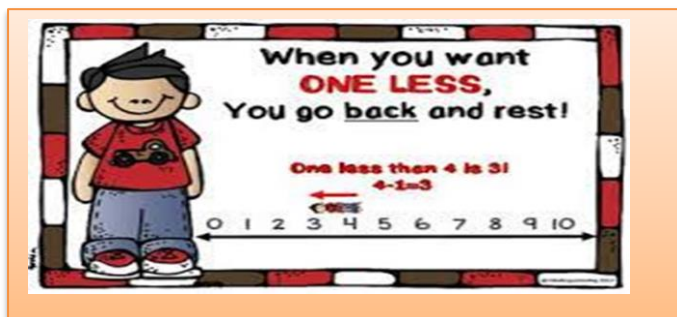 When you want
ONE LESS,
You go back and rest!
One less than 4 is 3!
4-1=3
0 1 2 3 4 5 6 7 8 9 10